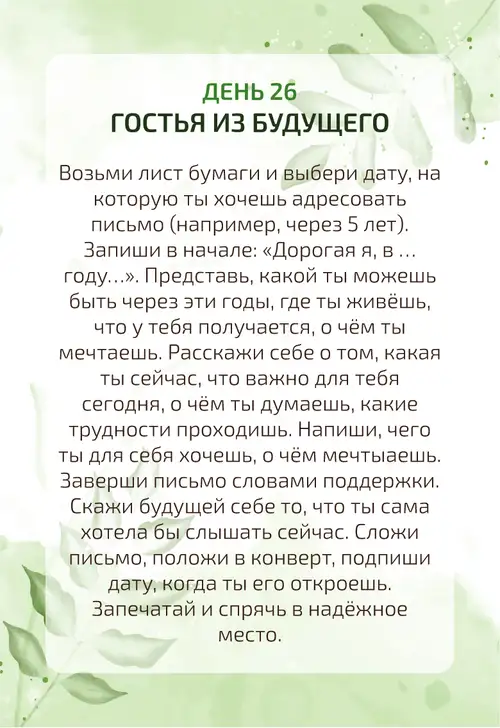 ДЕНЬ 26
ГОСТЬЯ ИЗ БУДУЩЕГО
Возьми лист бумаги и выбери дату, на
которую ты хочешь адресовать
письмо (например, через 5 лет).
Запиши в начале: «Дорогая я, в ...
году...». Представь, какой ты можешь
быть через эти годы, где ты живёшь,
что у тебя получается, о чём ты
мечтаешь. Расскажи себе о том, какая
ты сейчас, что важно для тебя
сегодня, о чём ты думаешь, какие
трудности проходишь. Напиши, чего
ты для себя хочешь, о чём мечтыаешь.
Заверши письмо словами поддержки.
Скажи будущей себе то, что ты сама
хотела бы слышать сейчас. Сложи
письмо, положи в конверт, подпиши
дату, когда ты его откроешь.
Запечатай и спрячь в надёжное
место.